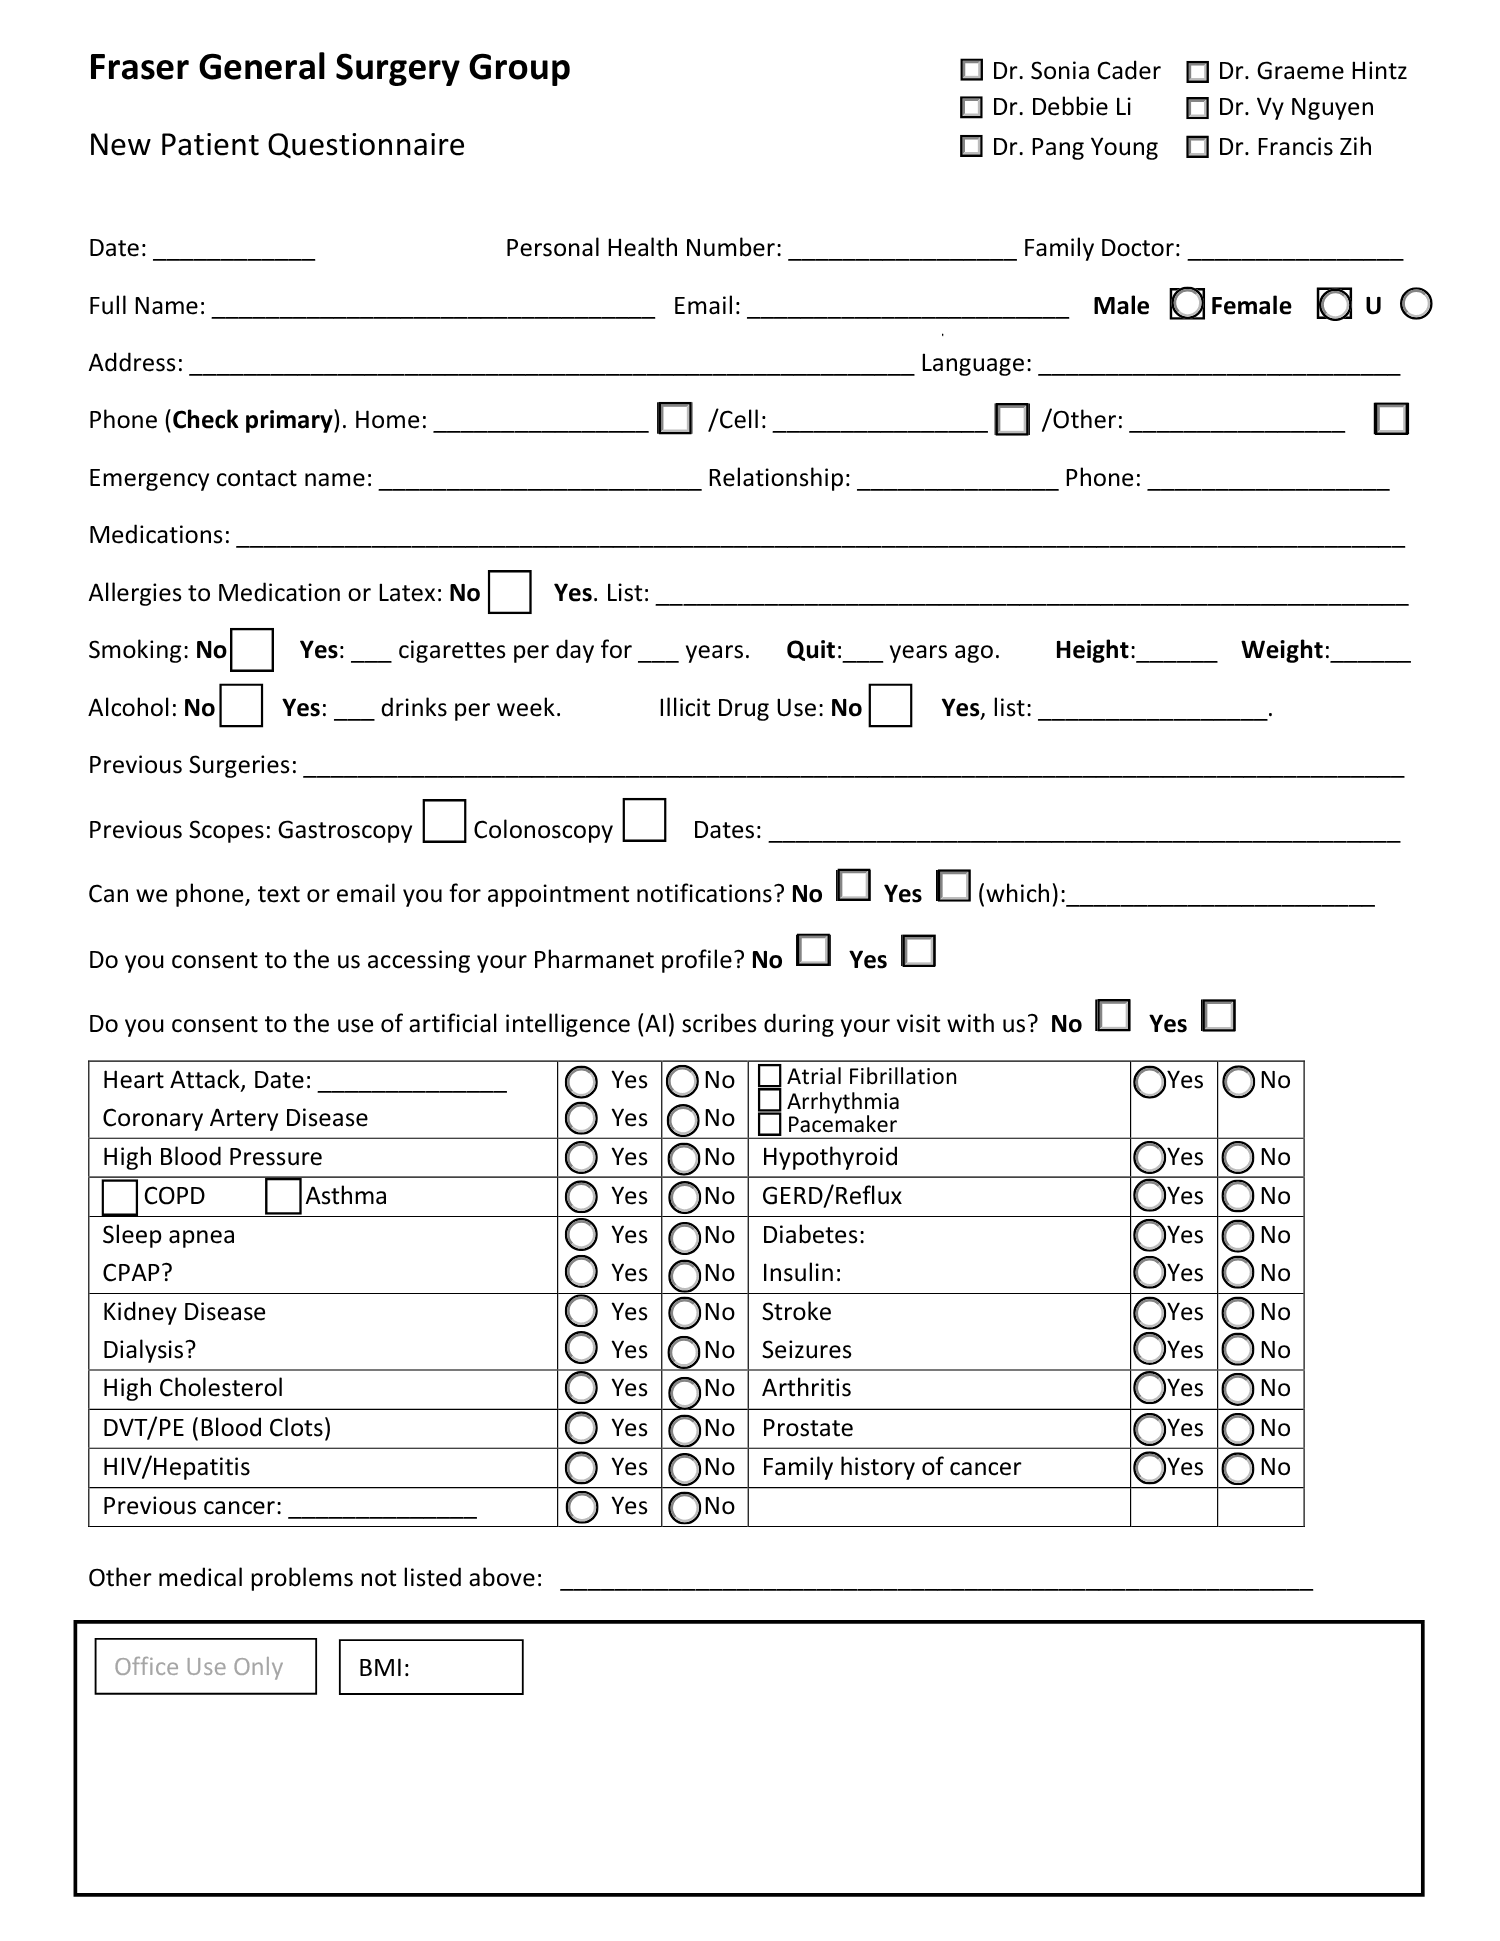 Fraser General Surgery Group
Dr. Sonia Cader Dr. Graeme Hintz
Dr. Debbie Li Dr. Vy Nguyen
New Patient Questionnaire
Dr. Pang Young Dr. Francis Zih
Date: ____________ Personal Health Number: _________________ Family Doctor: ________________
Full Name: _________________________________ Email: ________________________ Male Female U
Address: ______________________________________________________ Language: ___________________________
Phone (Check primary). Home: ________________ /Cell: ________________ /Other: ________________
Emergency contact name: ________________________ Relationship: _______________ Phone: __________________
Medications: _______________________________________________________________________________________
Allergies to Medication or Latex: No Yes. List: ________________________________________________________
Smoking: No Yes: ___ cigarettes per day for ___ years. Quit:___ years ago. Height:______ Weight:______
Alcohol: No Yes: ___ drinks per week. Illicit Drug Use: No Yes, list: _________________.
Previous Surgeries: __________________________________________________________________________________
Previous Scopes: Gastroscopy Colonoscopy Dates: _______________________________________________
Can we phone, text or email you for appointment notifications? No Yes (which):_______________________
Do you consent to the us accessing your Pharmanet profile? No Yes
Do you consent to the use of artificial intelligence (AI) scribes during your visit with us? No Yes
Heart Attack, Date: ______________ Yes No Atrial Fibrillation Yes No
Arrhythmia
Coronary Artery Disease Yes No Pacemaker
High Blood Pressure Yes No Hypothyroid Yes No
COPD Asthma Yes No GERD/Reflux Yes No
Sleep apnea Yes No Diabetes: Yes No
CPAP? Yes No Insulin: Yes No
Kidney Disease Yes No Stroke Yes No
Dialysis? Yes No Seizures Yes No
High Cholesterol Yes No Arthritis Yes No
DVT/PE (Blood Clots) Yes No Prostate Yes No
HIV/Hepatitis Yes No Family history of cancer Yes No
Previous cancer: ______________ Yes No
Other medical problems not listed above: ________________________________________________________
Office Use Only BMI: